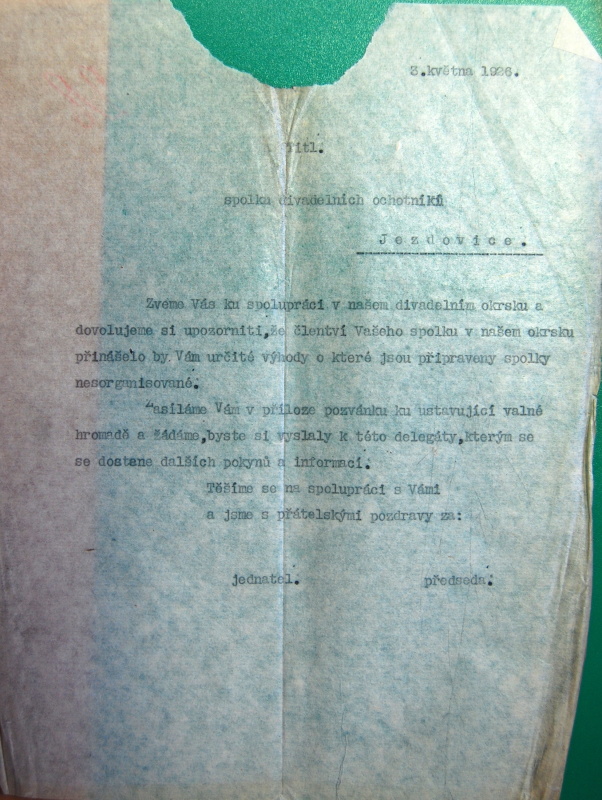 3.května 1926.
Titl.
spolku divadelních ochotníků
Jezdovice.
Zveme Vás ku spolupráci v našem divadelním okrsku a
dovolujeme si upozorniti,že členství Vašeho spolku v našem okrsku
přinášelo by Vám určité výhody o které jsou připraveny spolky
nesorganisované.
asíláme Vám v příloze pozvánku ku ustavující valné
hromadě a žádáme,byste si vyslaly k této delegáty,kterým se
se dostane dalších pokynů a informací.
Těšíme se na spolupráci s Vámi
a jsme s přátelskými pozdravy za:
jednatel. předseda.